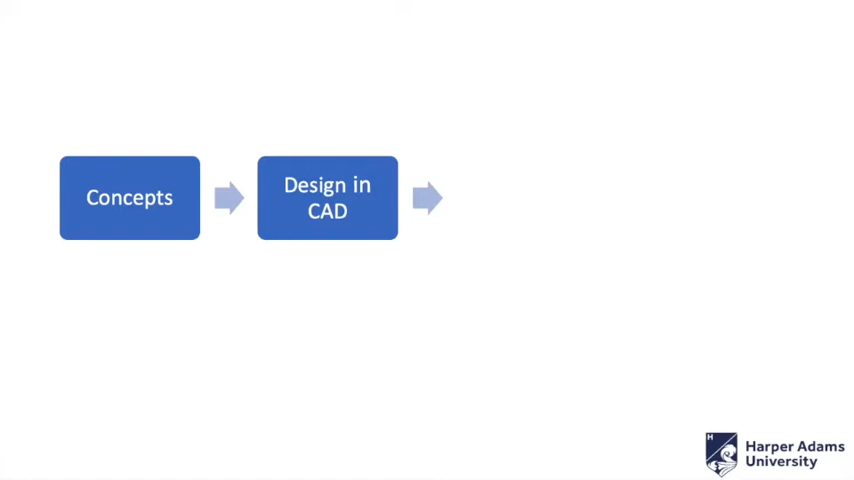 Concepts
Design in
CAD
H
Harper Adams
University